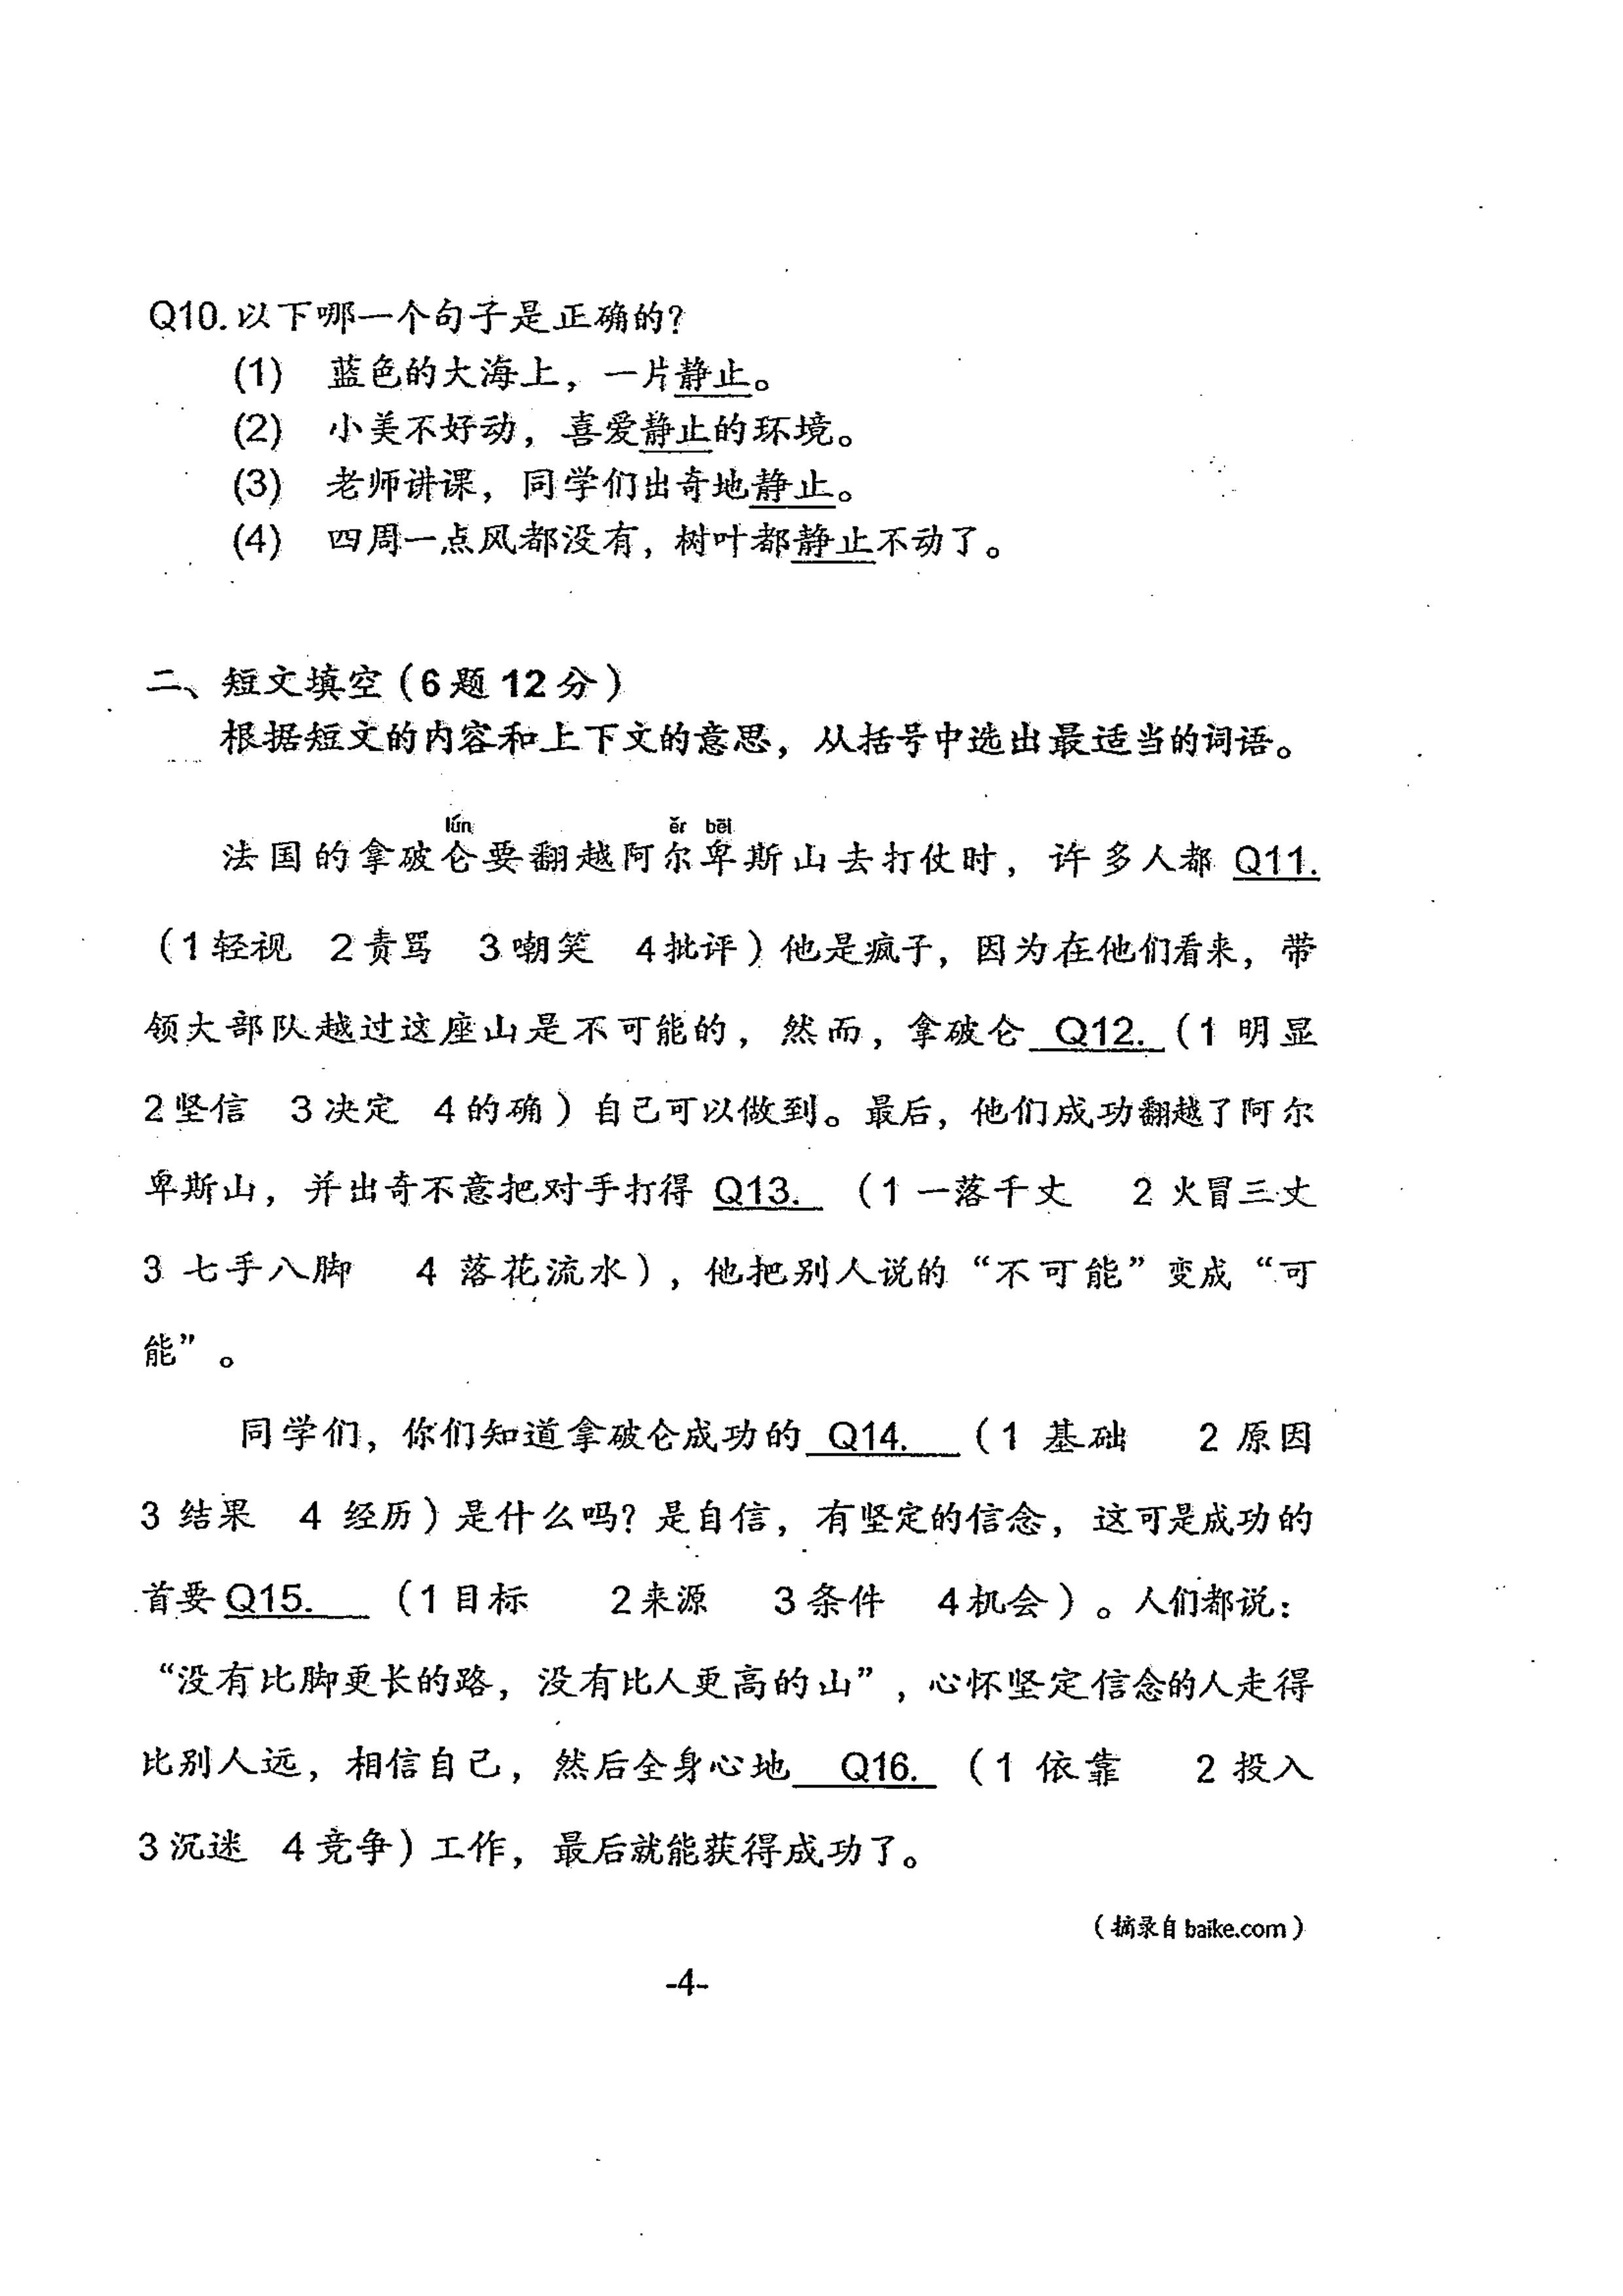 Q10.以下哪一个句子是正确的？
(1) 蓝色的大海上，一片静止。
(2) 小美不好动，喜爱静止的环境。
(3) 老师讲课，同学们出奇地静止。
(4) 四周一点风都没有，树叶都静止不动了。
二、短文填空（6题12分）
根据短文的内容和上下文的意思，从括号中选出最适当的词语。
lún ěr bēi
法国的拿破仑要翻越阿尔卑斯山去打仗时，许多人都 Q11.
（1轻视 2责骂 3嘲笑 4批评）他是疯子，因为在他们看来，带
领大部队越过这座山是不可能的，然而，拿破仑 Q12.（1 明显
2坚信 3决定 4的确）自己可以做到。最后，他们成功翻越了阿尔
卑斯山，并出奇不意把对手打得 Q13. （1 一落千丈 2 火冒三丈
3 七手八脚 4 落花流水），他把别人说的“不可能”变成“可
能”。
同学们，你们知道拿破仑成功的 Q14. （1 基础 2 原因
3 结果 4 经历）是什么吗？是自信，有坚定的信念，这可是成功的
首要Q15. （1目标 2来源 3条件 4机会）。人们都说：
“没有比脚更长的路，没有比人更高的山”，心怀坚定信念的人走得
比别人远，相信自己，然后全身心地 Q16. （1 依靠 2 投入
3沉迷 4竞争）工作，最后就能获得成功了。
（摘录自baike.com）
-4-